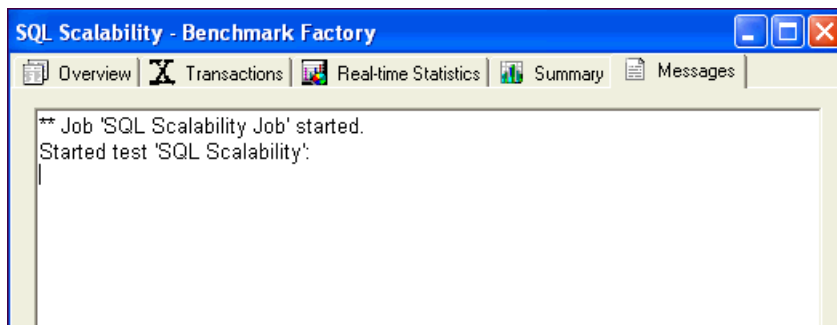 SQL Scalability - Benchmark Factory
Overview Transactions Real-time Statistics Summary Messages
** Job 'SQL Scalability Job' started.
Started test 'SQL Scalability':